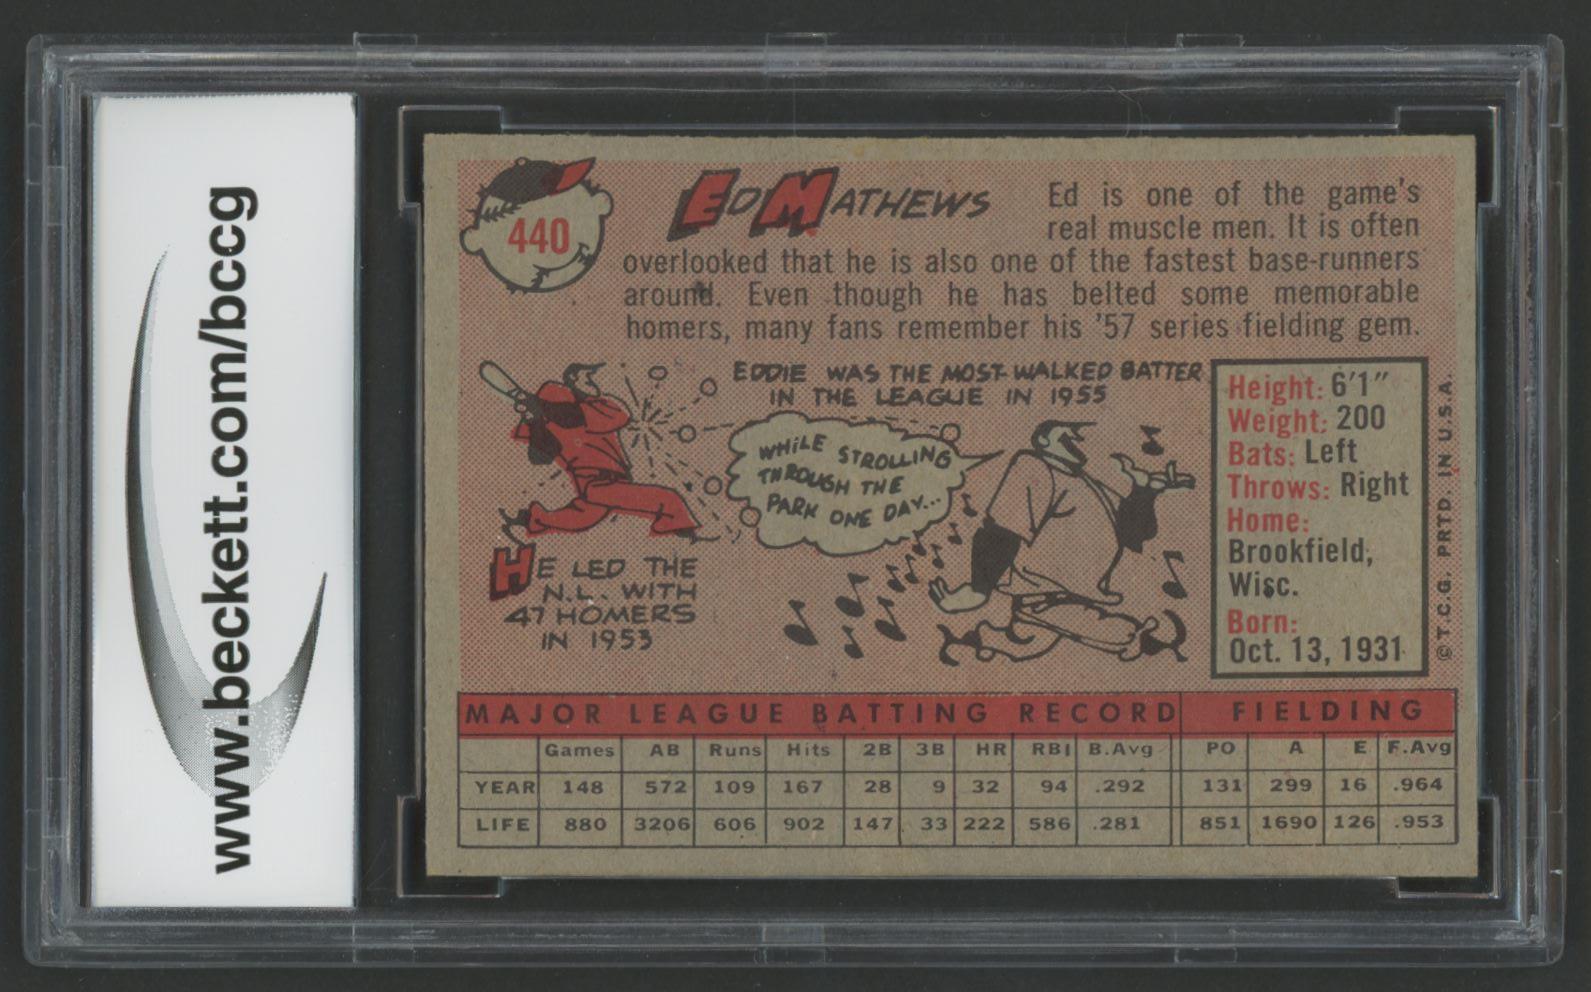 www.beckett.com/bccg
440
ED MATHEWS
Ed is one of the game's
real muscle men. It is often
overlooked that he is also one of the fastest base-runners
around. Even though he has belted some memorable
homers, many fans remember his '57 series fielding gem.
EDDIE WAS THE MOST-WALKED BATTER
IN THE LEAGUE IN 1955
WHILE STROLLING
THROUGH THE
PARK ONE DAY...
HE LED THE
N.L. WITH
47 HOMERS
IN 1953
Height: 6'1"
Weight: 200
Bats: Left
Throws: Right
Home:
Brookfield,
Wisc.
Born:
Oct. 13, 1931
©T.C.G. PRTD. IN U.S.A.
MAJOR LEAGUE BATTING RECORD FIELDING
Games AB Runs Hits 2B 3B HR RBI B.Avg PO A E F.Avg
YEAR 148 572 109 167 28 9 32 94 .292 131 299 16 .964
LIFE 880 3206 606 902 147 33 222 586 .281 851 1690 126 .953